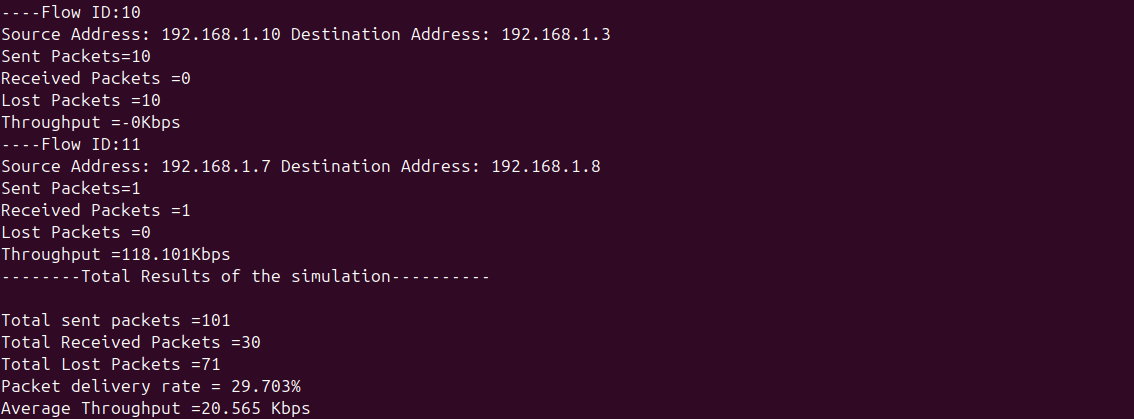 ----Flow ID:10
Source Address: 192.168.1.10 Destination Address: 192.168.1.3
Sent Packets=10
Received Packets =0
Lost Packets =10
Throughput =-0Kbps
----Flow ID:11
Source Address: 192.168.1.7 Destination Address: 192.168.1.8
Sent Packets=1
Received Packets =1
Lost Packets =0
Throughput =118.101Kbps
--------Total Results of the simulation----------
Total sent packets =101
Total Received Packets =30
Total Lost Packets =71
Packet delivery rate = 29.703%
Average Throughput =20.565 Kbps